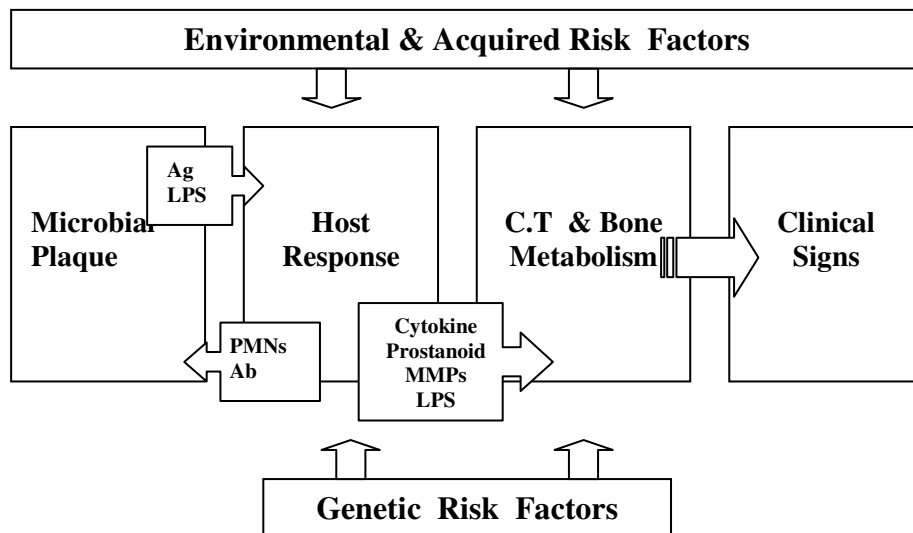 Environmental & Acquired Risk Factors
Ag
LPS
Microbial
Plaque
Host
Response
C.T & Bone
Metabolism
Clinical
Signs
PMNs
Ab
Cytokine
Prostanoid
MMPs
LPS
Genetic Risk Factors